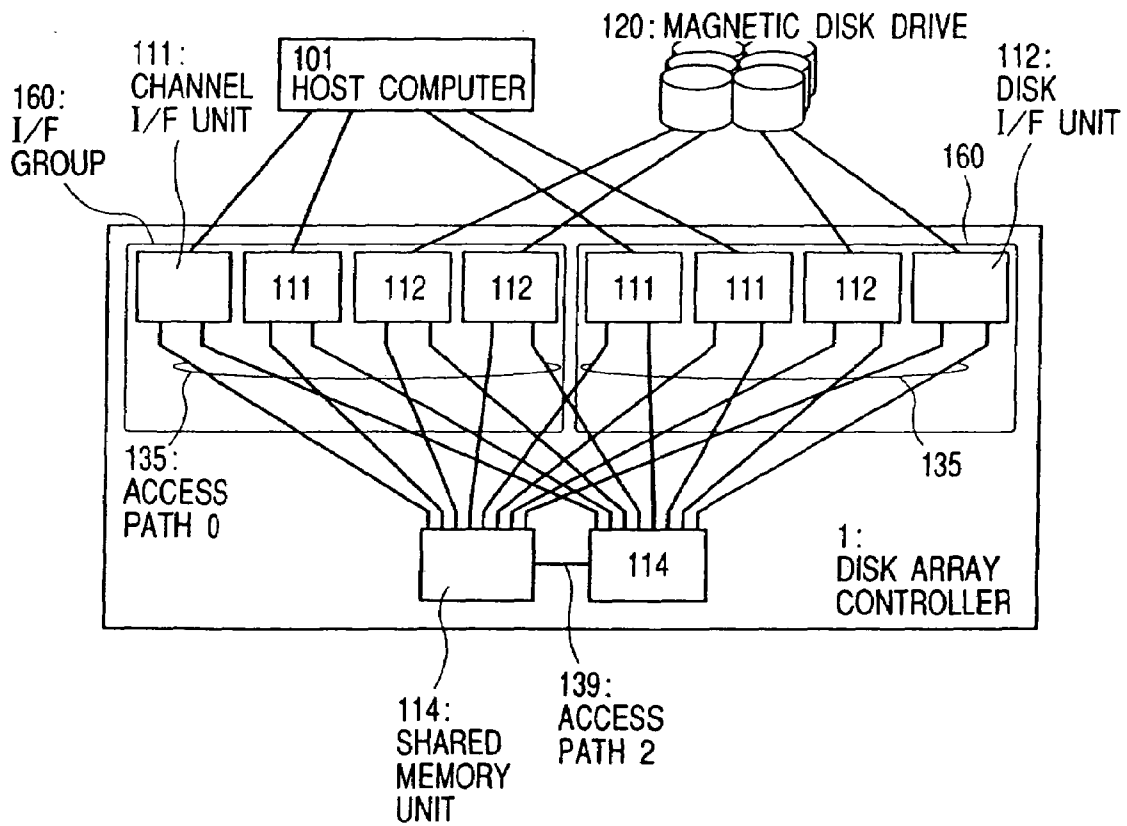 120: MAGNETIC DISK DRIVE
111:
CHANNEL
I/F UNIT
101
HOST COMPUTER
112:
DISK
I/F UNIT
160:
I/F
GROUP
160
111
112
112
111
111
112
135:
ACCESS
PATH 0
135
114
1:
DISK ARRAY
CONTROLLER
114:
SHARED
MEMORY
UNIT
139:
ACCESS
PATH 2